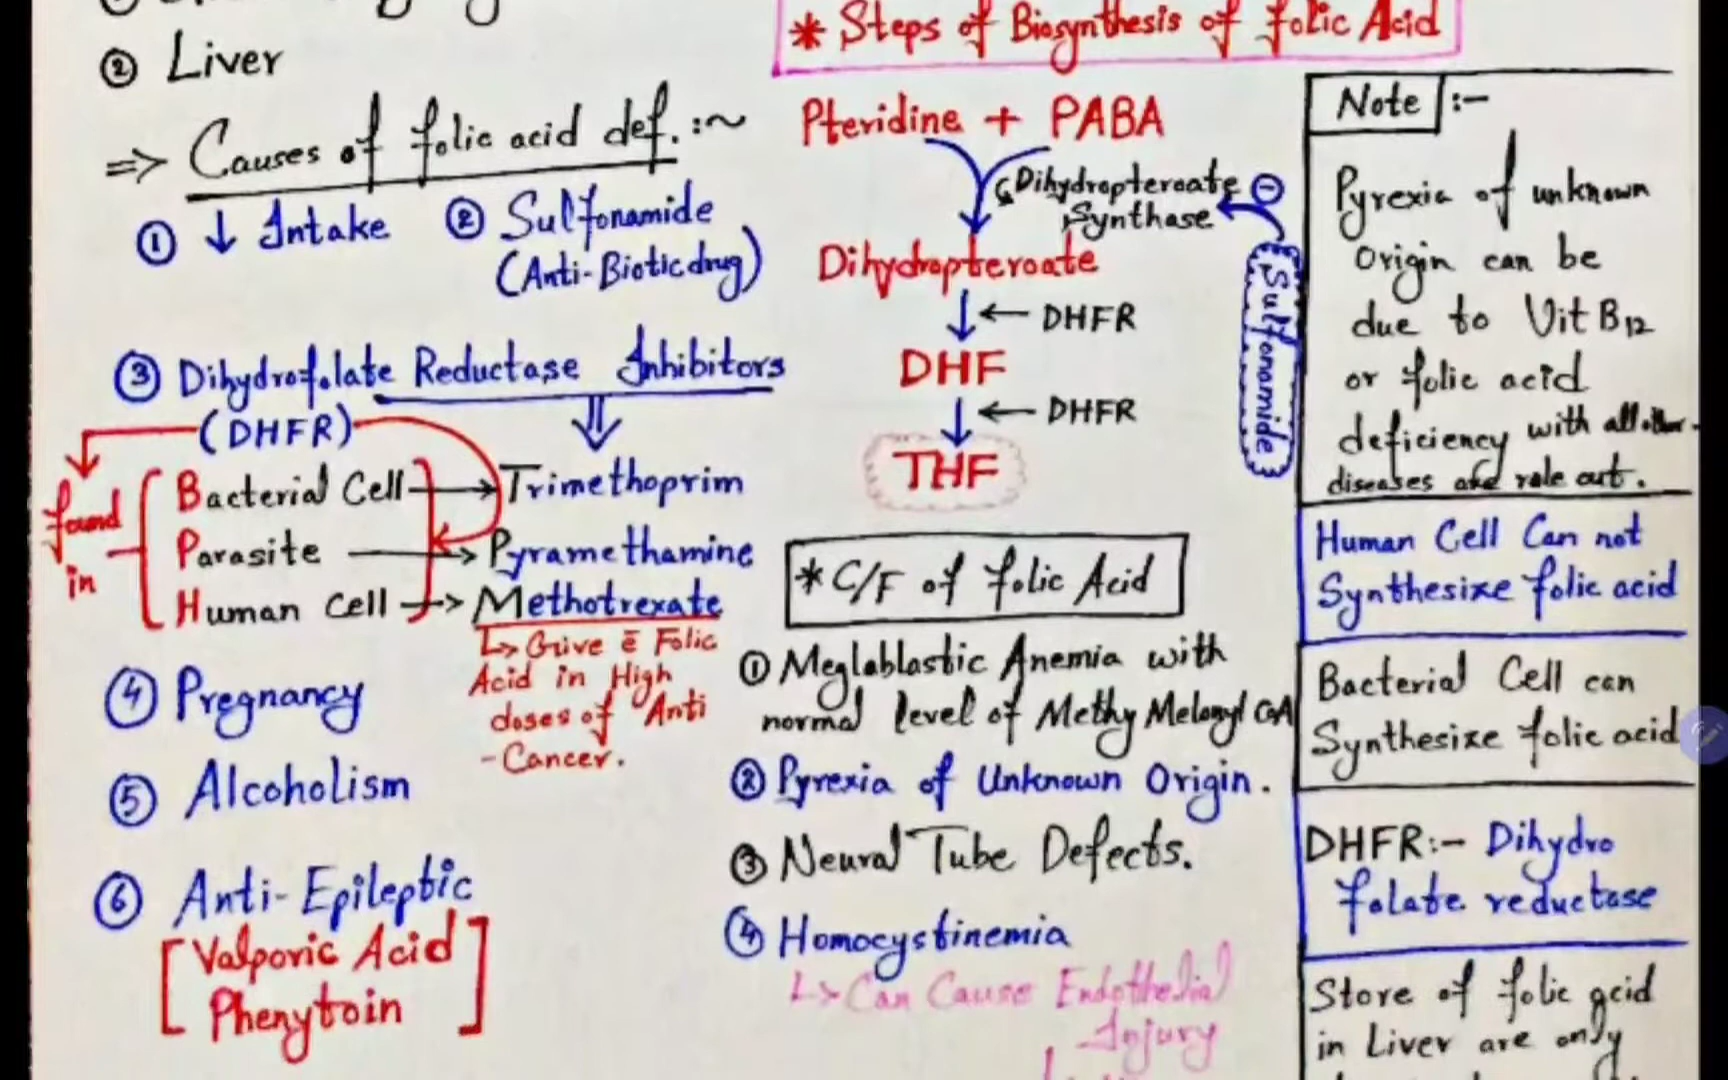 ② Liver
=> Causes of folic acid def. :~
① ↓ Intake ② Sulfonamide
(Anti-Biotic drug)
③ Dihydrofolate Reductase Inhibitors
(DHFR)
found
in
Bacterial Cell → Trimethoprim
Parasite → Pyramethamine
Human Cell → Methotrexate
↳ Give ē Folic
Acid in High
doses of Anti
-Cancer.
④ Pregnancy
⑤ Alcoholism
⑥ Anti-Epileptic
[Valporic Acid
Phenytoin]
* Steps of Biosynthesis of folic Acid
Pteridine + PABA
Dihydropteroate ⊖
Synthase
Sulfonamide
Dihydropteroate
↓ ← DHFR
DHF
↓ ← DHFR
THF
* C/F of folic Acid
① Meglablastic Anemia with
normal level of Methy Melonyl CoA
② Pyrexia of Unknown Origin.
③ Neural Tube Defects.
④ Homocystinemia
↳ Can Cause Endothelial
Injury
Note :-
Pyrexia of unknown
Origin can be
due to Vit B12
or folic acid
deficiency with all other
diseases are role out.
Human Cell Can not
Synthesize folic acid
Bacterial Cell can
Synthesize folic acid
DHFR :- Dihydro
folate reductase
Store of folic acid
in Liver are only